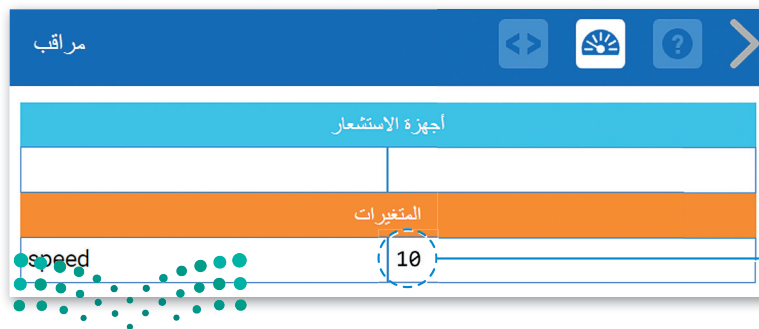 مراقب
<> ?
أجهزة الاستشعار
المتغيرات
speed 10